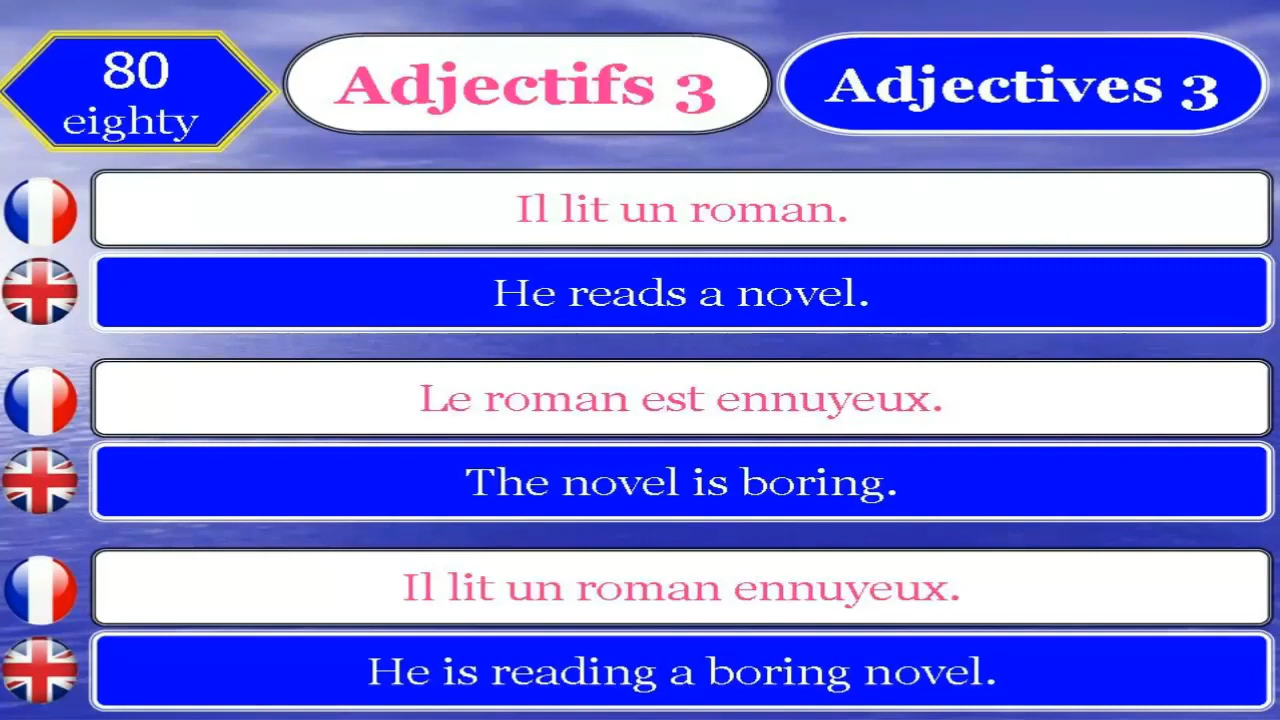 80
eighty
Adjectifs 3
Adjectives 3
Il lit un roman.
He reads a novel.
Le roman est ennuyeux.
The novel is boring.
Il lit un roman ennuyeux.
He is reading a boring novel.